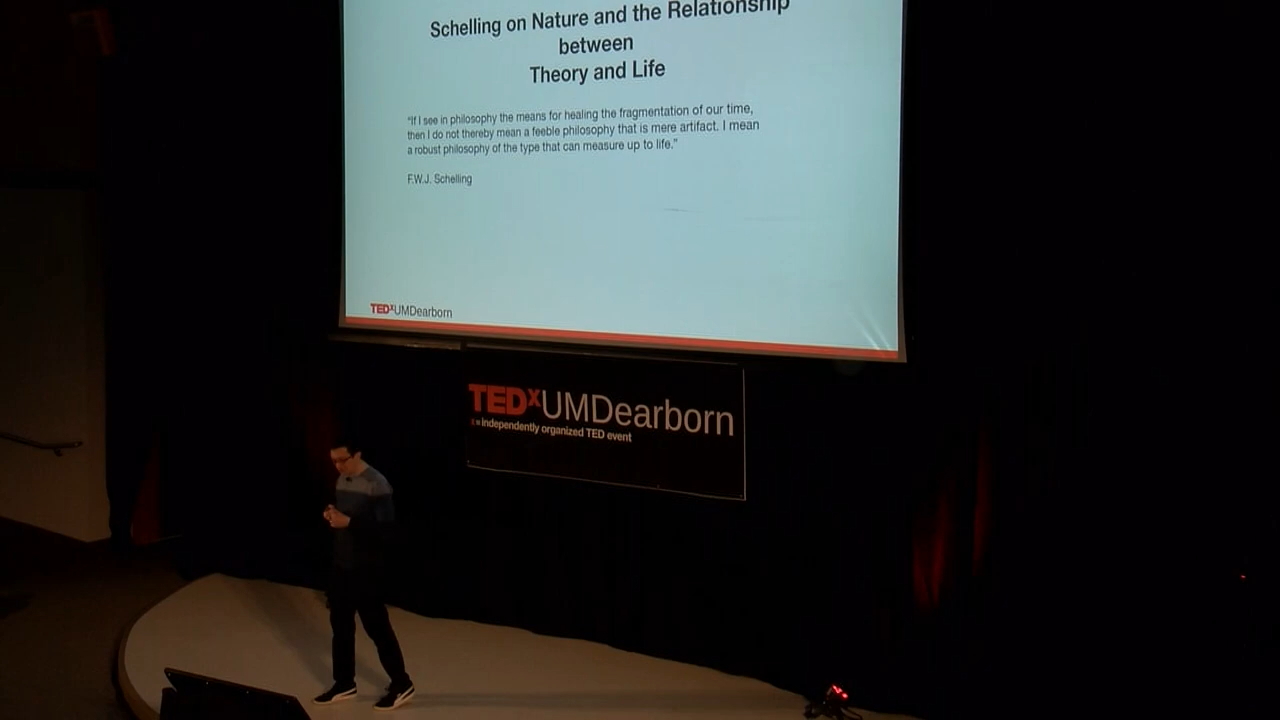 Schelling on Nature and the Relationship
between
Theory and Life
“If I see in philosophy the means for healing the fragmentation of our time,
then I do not thereby mean a feeble philosophy that is mere artifact. I mean
a robust philosophy of the type that can measure up to life.”
F.W.J. Schelling
TEDxUMDearborn
TEDxUMDearborn
x = independently organized TED event